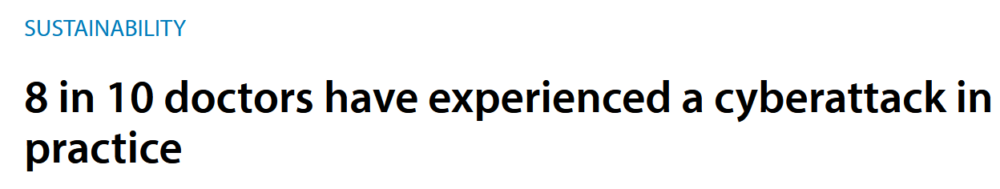 SUSTAINABILITY
8 in 10 doctors have experienced a cyberattack in
practice